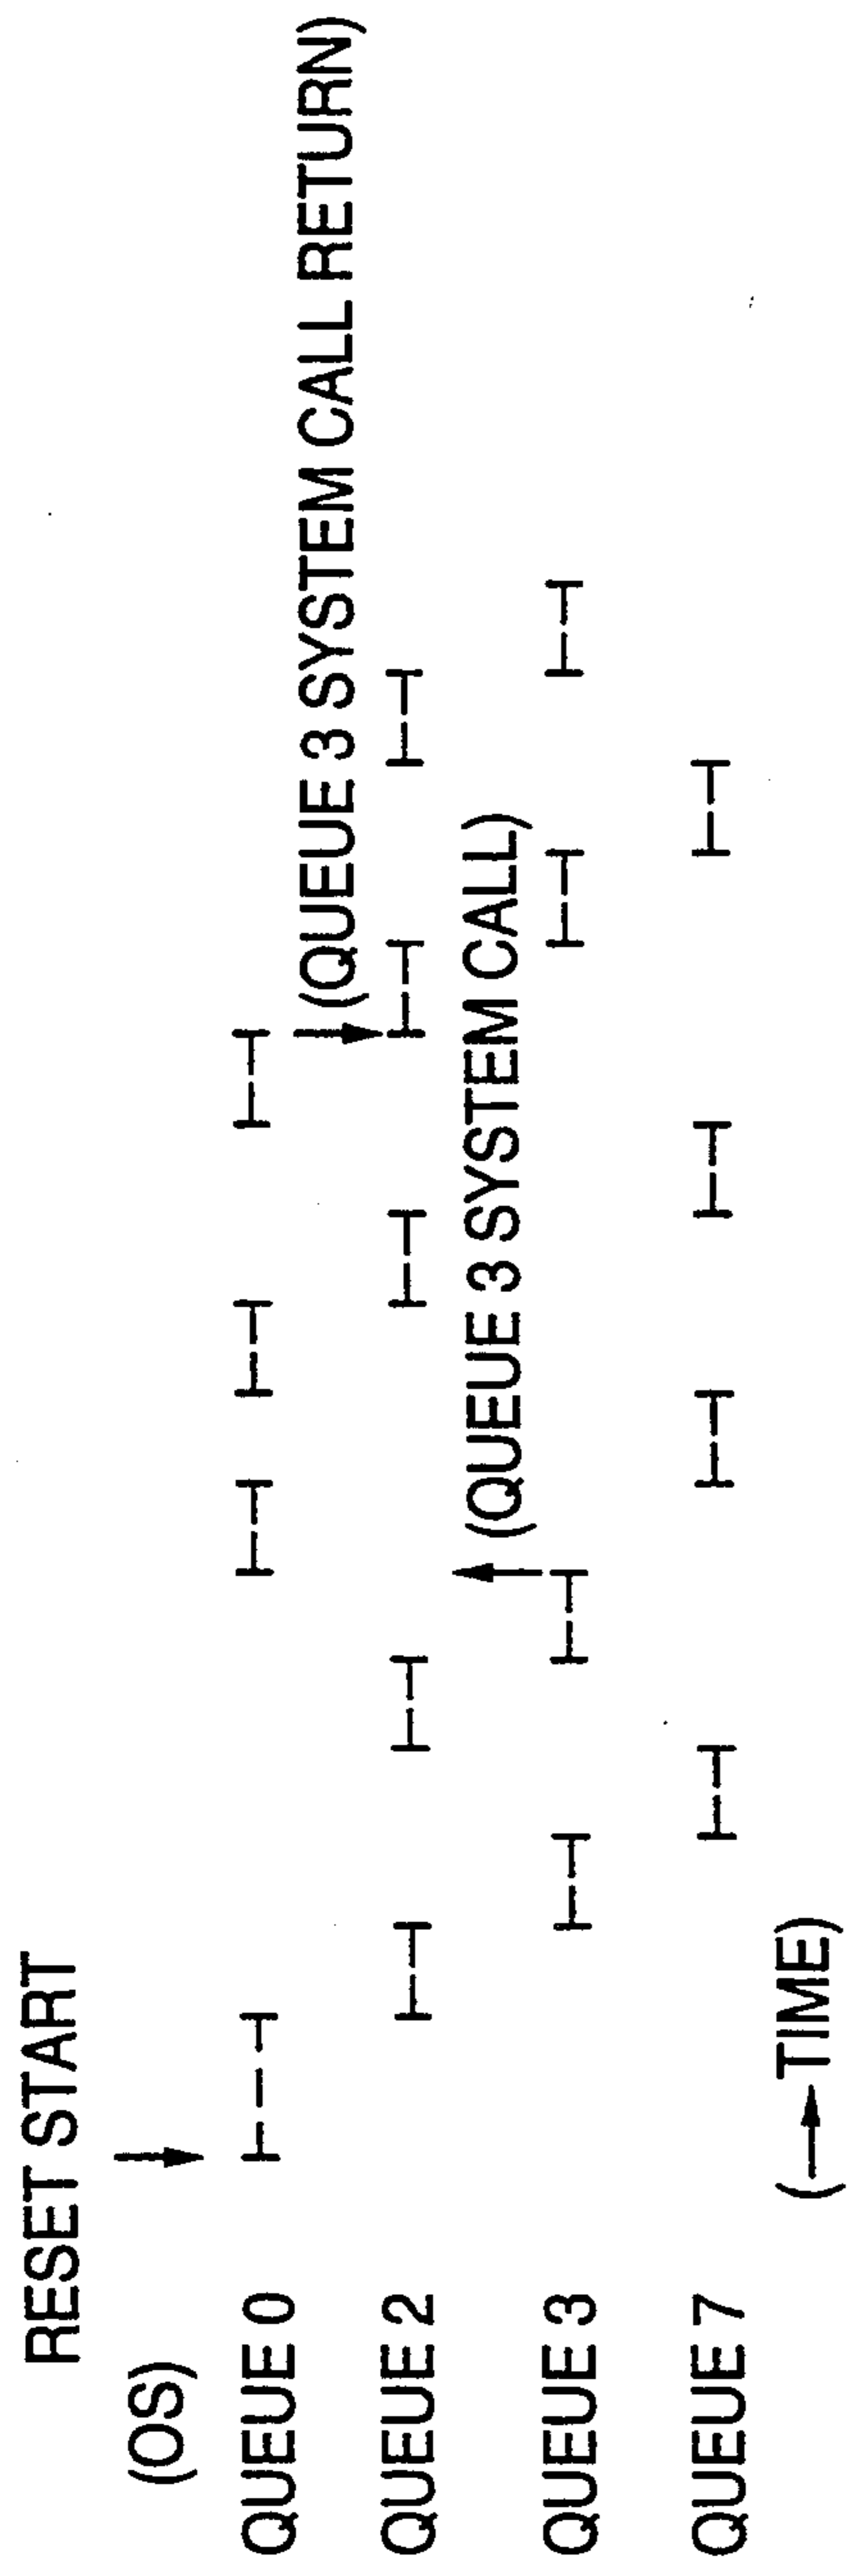 RESET START
(OS)
QUEUE 0
(QUEUE 3 SYSTEM CALL RETURN)
QUEUE 2
(QUEUE 3 SYSTEM CALL)
QUEUE 3
QUEUE 7
(→TIME)